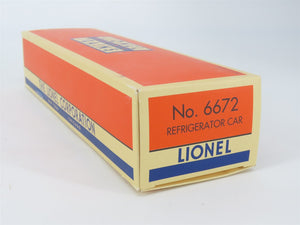 THE LIONEL CORPORATION
No. 6672
REFRIGERATOR CAR
LIONEL